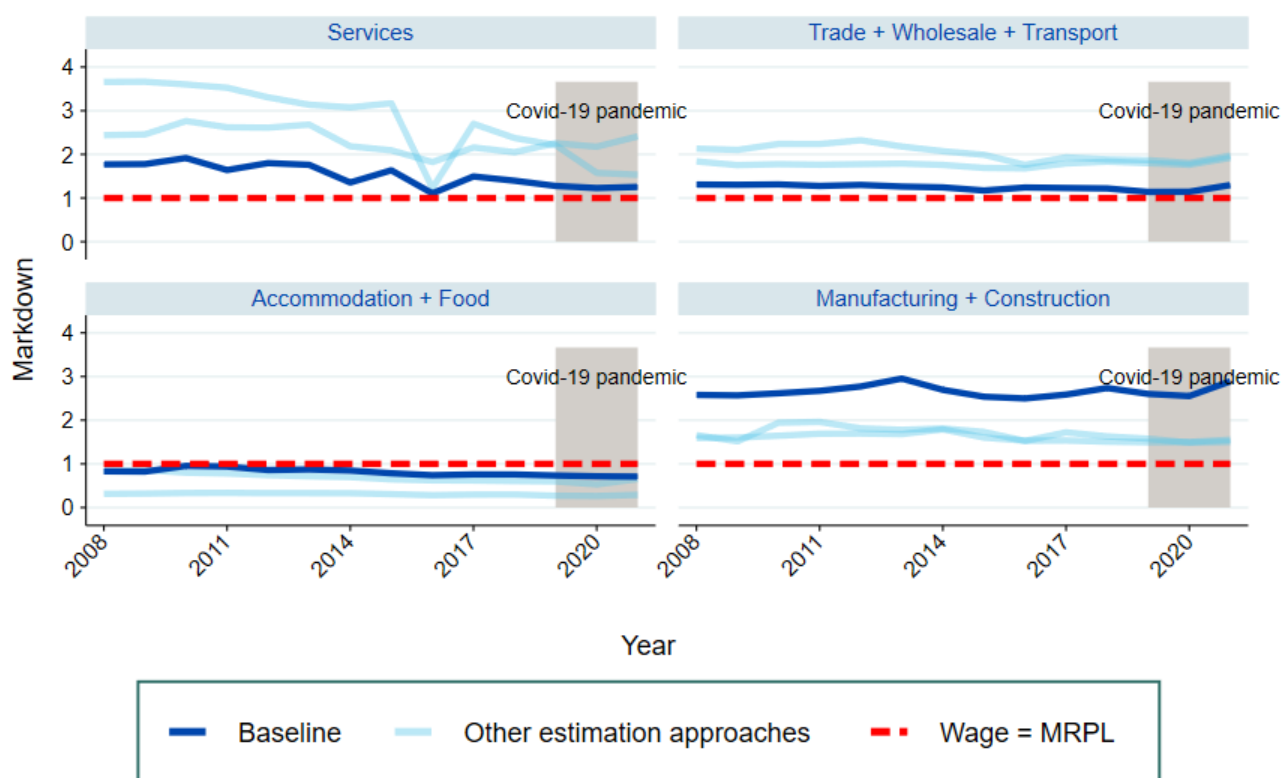 Services
Trade + Wholesale + Transport
4
3
2
1
0
Covid-19 pandemic
Covid-19 pandemic
Markdown
Accommodation + Food
Manufacturing + Construction
4
3
2
1
0
Covid-19 pandemic
Covid-19 pandemic
2008
2011
2014
2017
2020
2008
2011
2014
2017
2020
Year
Baseline
Other estimation approaches
Wage = MRPL